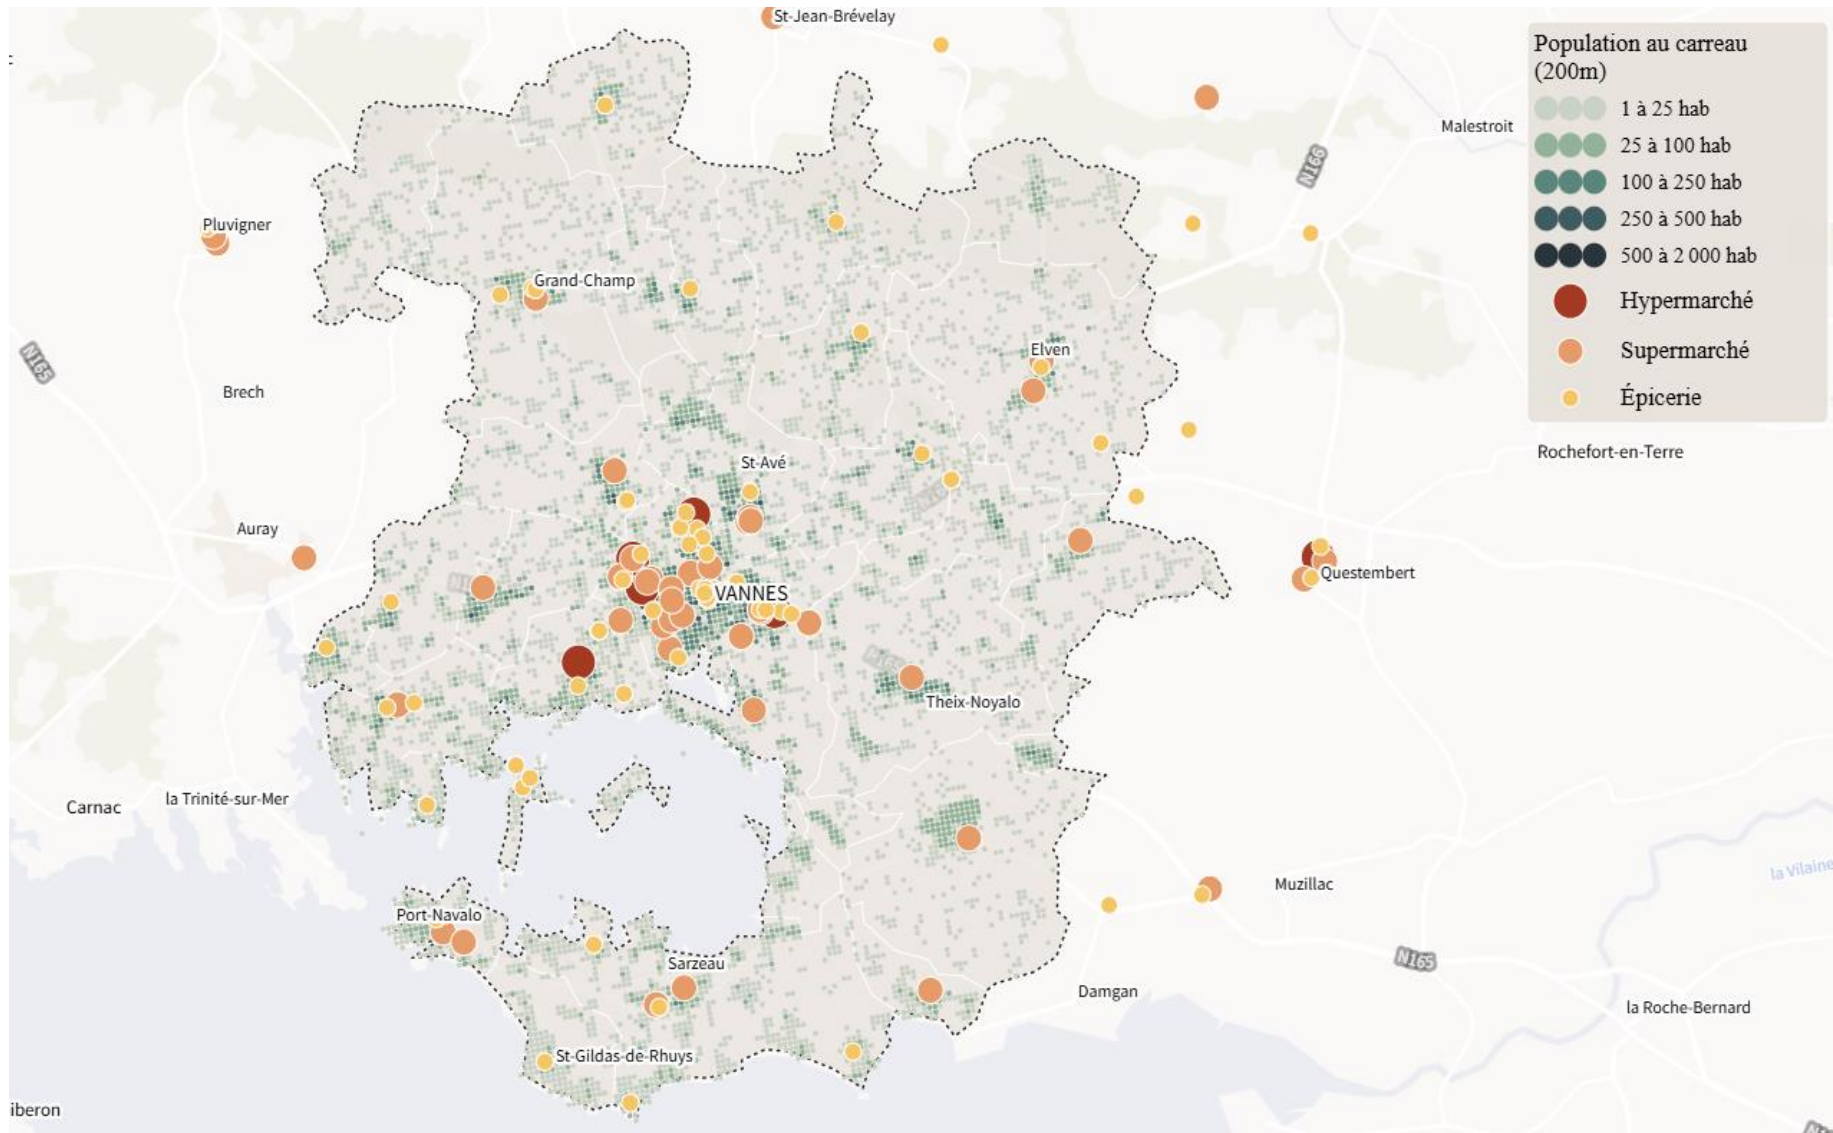 St-Jean-Brévelay
Population au carreau
(200m)
1 à 25 hab
25 à 100 hab
100 à 250 hab
250 à 500 hab
500 à 2 000 hab
Hypermarché
Supermarché
Épicerie
Malestroit
N166
Pluvigner
Grand-Champ
N165
Elven
Brech
Rochefort-en-Terre
St-Avé
Auray
Questembert
VANNES
Theix-Noyalo
Carnac
la Trinité-sur-Mer
la Vilaine
Muzillac
Port-Navalo
N165
Sarzeau
Damgan
la Roche-Bernard
St-Gildas-de-Rhuys
iberon